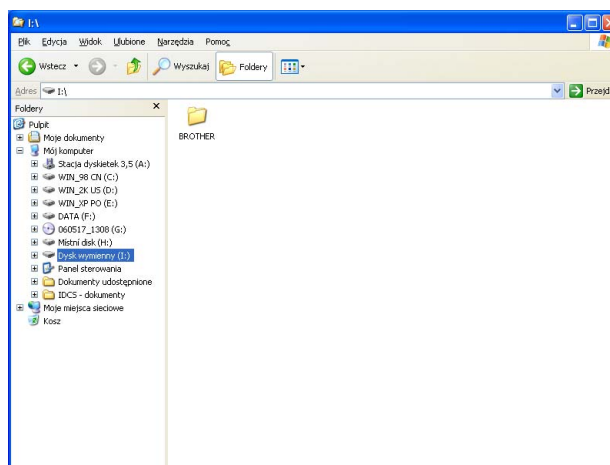 I:\
Plik Edycja Widok Ulubione Narzędzia Pomoc
Wstecz Wyszukaj Foldery
Adres I:\ Przejdź
Foldery
Pulpit
Moje dokumenty
Mój komputer
Stacja dyskietek 3,5 (A:)
WIN_98 CN (C:)
WIN_2K US (D:)
WIN_XP PO (E:)
DATA (F:)
060517_1308 (G:)
Místní disk (H:)
Dysk wymienny (I:)
Panel sterowania
Dokumenty udostępnione
IDCS - dokumenty
Moje miejsca sieciowe
Kosz
BROTHER